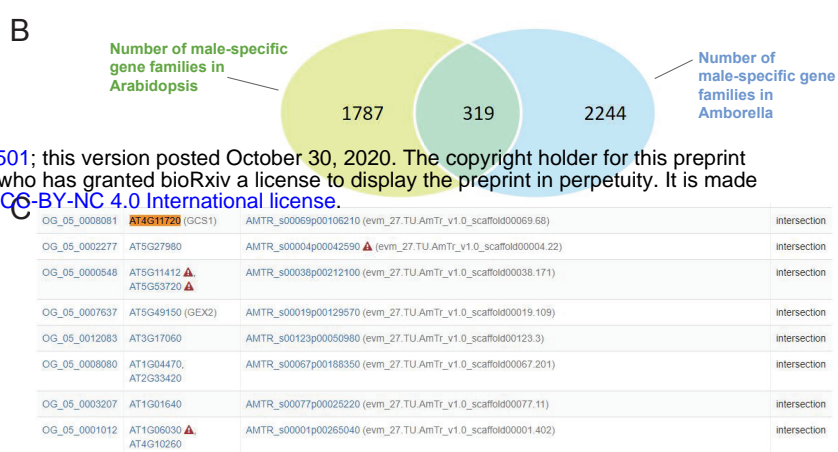 B
Number of male-specific
gene families in
Arabidopsis
Number of
male-specific gene
families in
Amborella
1787
319
2244
501; this version posted October 30, 2020. The copyright holder for this preprint
who has granted bioRxiv a license to display the preprint in perpetuity. It is made
CC-BY-NC 4.0 International license.
C
OG_05_0008081 AT4G11720 (GCS1) AMTR_s00069p00106210 (evm_27.TU.AmTr_v1.0_scaffold00069.68) intersection
OG_05_0002277 AT5G27980 AMTR_s00004p00042590 (evm_27.TU.AmTr_v1.0_scaffold00004.22) intersection
OG_05_0000548 AT5G11412, AMTR_s00038p00212100 (evm_27.TU.AmTr_v1.0_scaffold00038.171) intersection
AT5G53720
OG_05_0007637 AT5G49150 (GEX2) AMTR_s00019p00129570 (evm_27.TU.AmTr_v1.0_scaffold00019.109) intersection
OG_05_0012083 AT3G17060 AMTR_s00123p00050980 (evm_27.TU.AmTr_v1.0_scaffold00123.3) intersection
OG_05_0008080 AT1G04470, AMTR_s00067p00188350 (evm_27.TU.AmTr_v1.0_scaffold00067.201) intersection
AT2G33420
OG_05_0003207 AT1G01640 AMTR_s00077p00025220 (evm_27.TU.AmTr_v1.0_scaffold00077.11) intersection
OG_05_0001012 AT1G06030, AMTR_s00001p00265040 (evm_27.TU.AmTr_v1.0_scaffold00001.402) intersection
AT4G10260